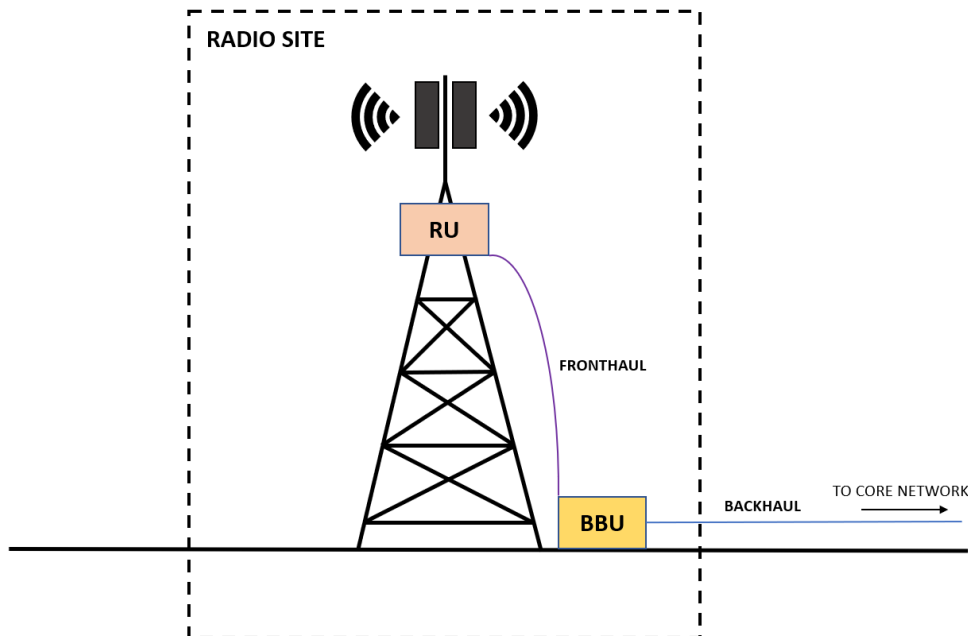 RADIO SITE
RU
FRONTHAUL
BBU
BACKHAUL
TO CORE NETWORK